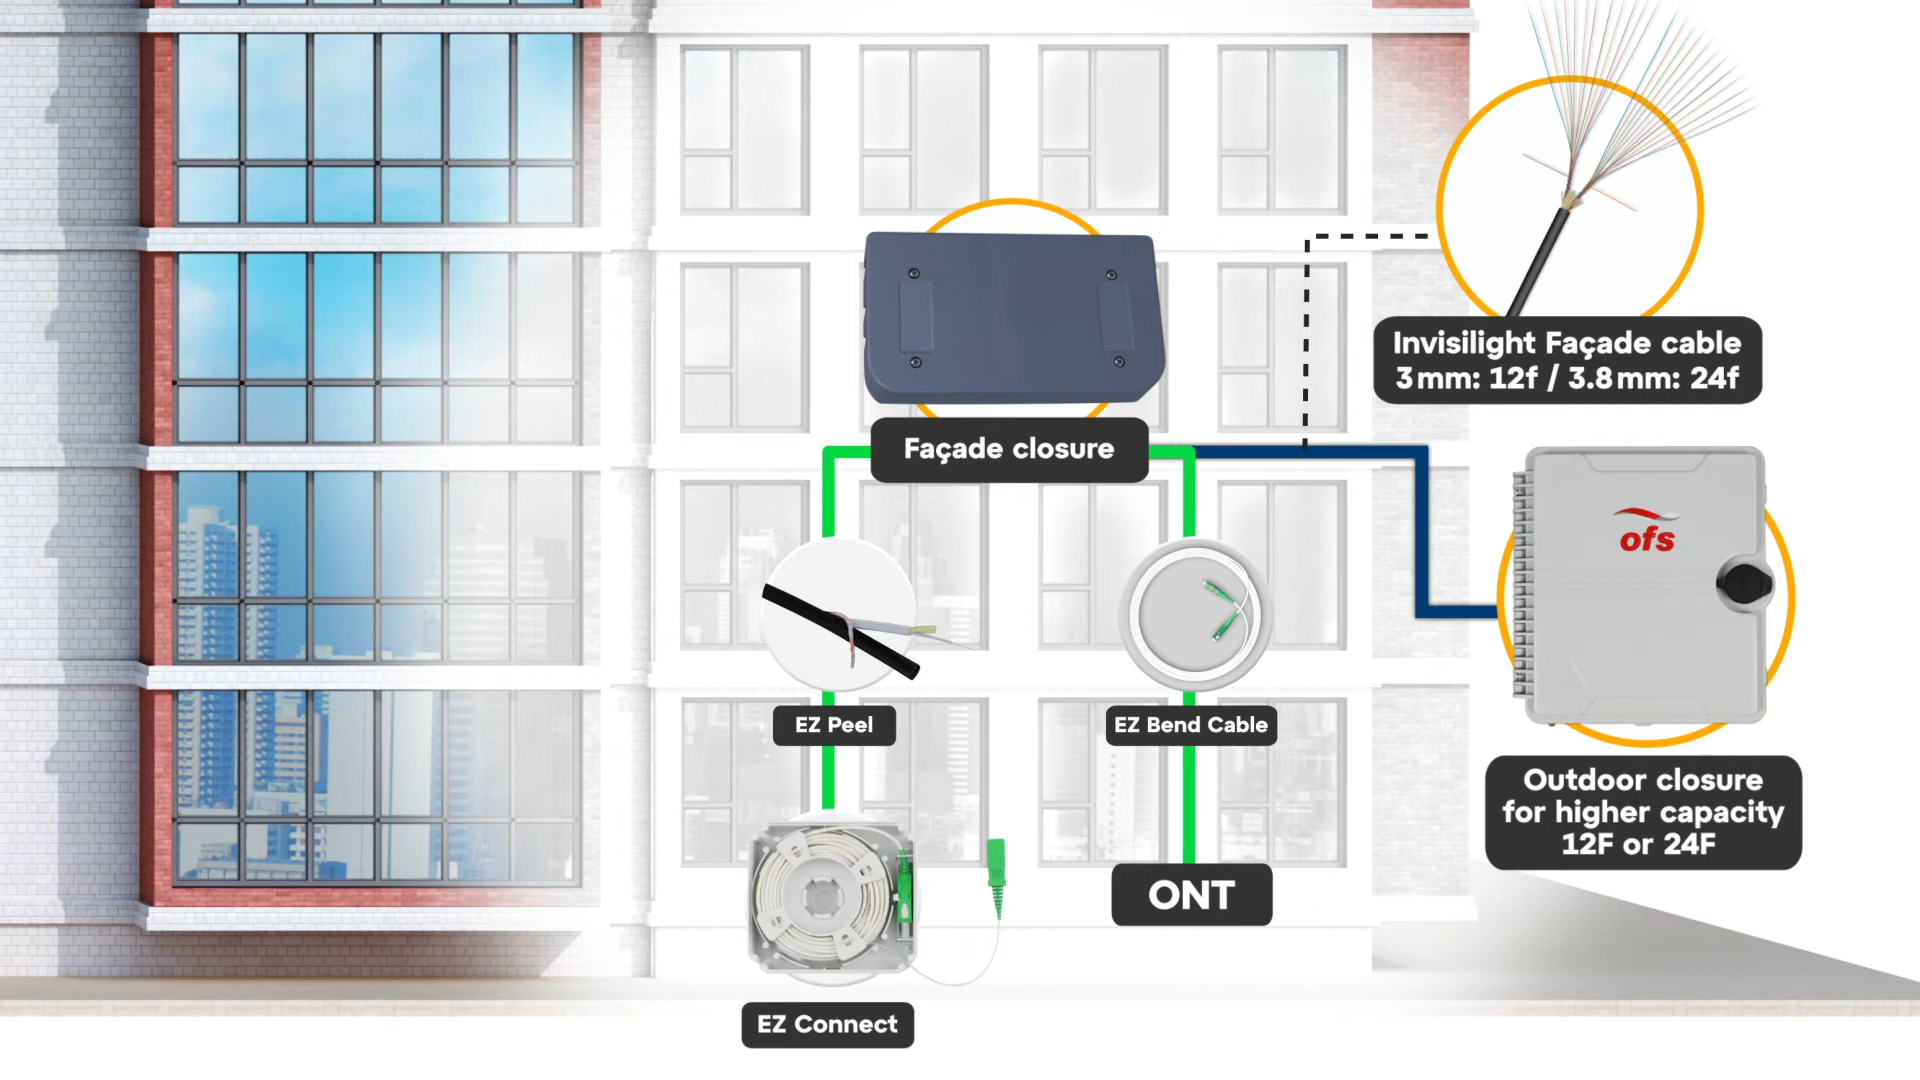 Invisilight Façade cable
3mm: 12f / 3.8mm: 24f
Façade closure
ofs
EZ Peel
EZ Bend Cable
Outdoor closure
for higher capacity
12F or 24F
ONT
EZ Connect